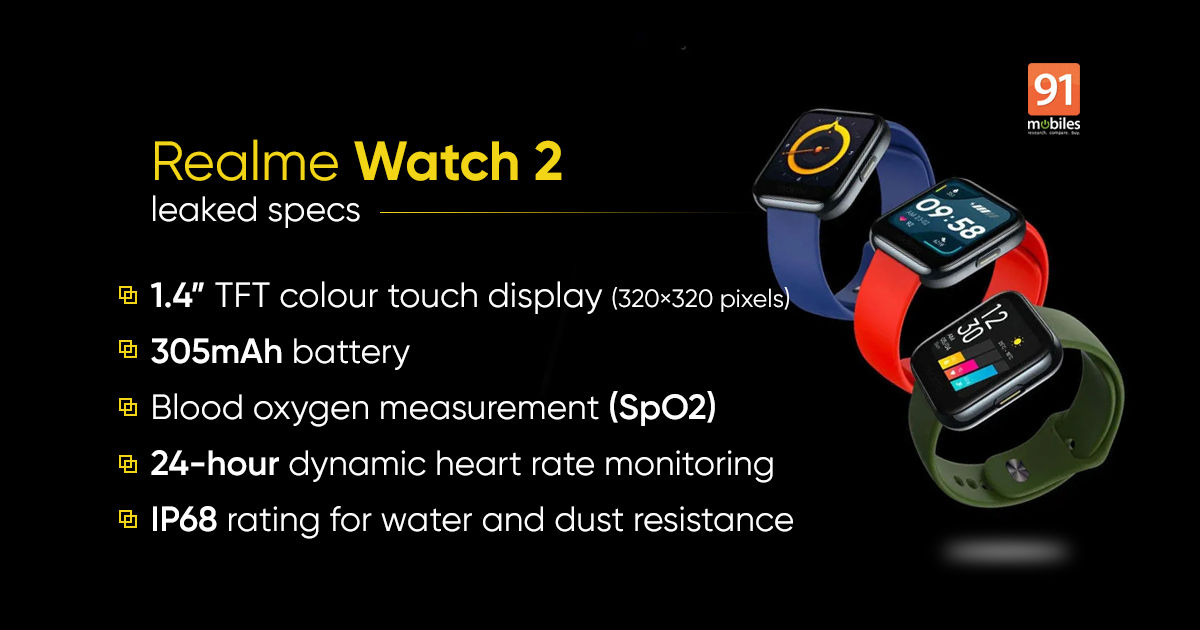 91
mobiles
research. compare. buy.
Realme Watch 2
leaked specs
1.4” TFT colour touch display (320×320 pixels)
305mAh battery
Blood oxygen measurement (SpO2)
24-hour dynamic heart rate monitoring
IP68 rating for water and dust resistance
09:58
12
30